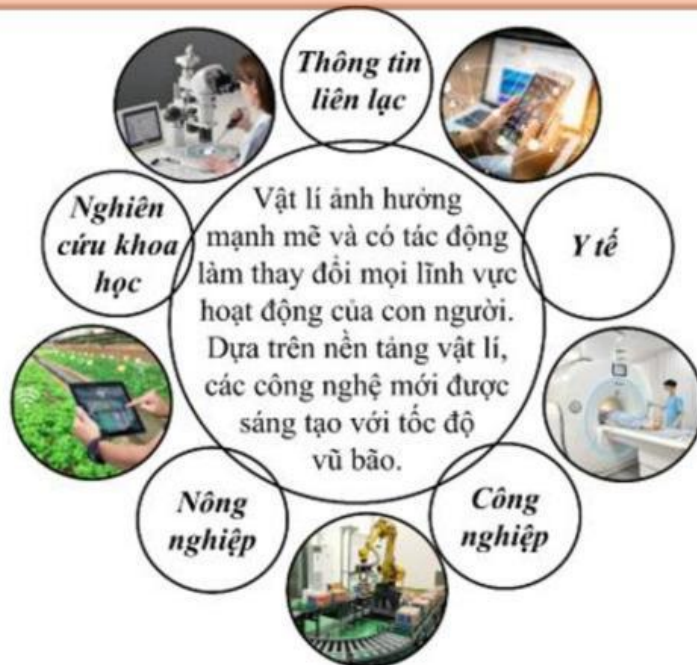 Thông tin
liên lạc
Nghiên
cứu khoa
học
Vật lí ảnh hưởng
mạnh mẽ và có tác động
làm thay đổi mọi lĩnh vực
hoạt động của con người.
Dựa trên nền tảng vật lí,
các công nghệ mới được
sáng tạo với tốc độ
vũ bão.
Y tế
Nông
nghiệp
Công
nghiệp